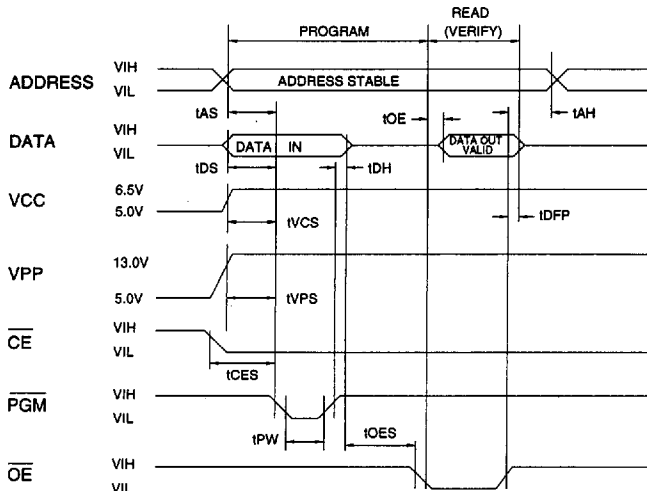 READ
PROGRAM (VERIFY)
ADDRESS VIH VIL ADDRESS STABLE
tAS tOE tAH
DATA VIH VIL DATA IN DATA OUT VALID
tDS tDH
VCC 6.5V 5.0V
tVCS tDFP
VPP 13.0V 5.0V
tVPS
CE VIH VIL
tCES
PGM VIH VIL
tPW tOES
OE VIH VIL